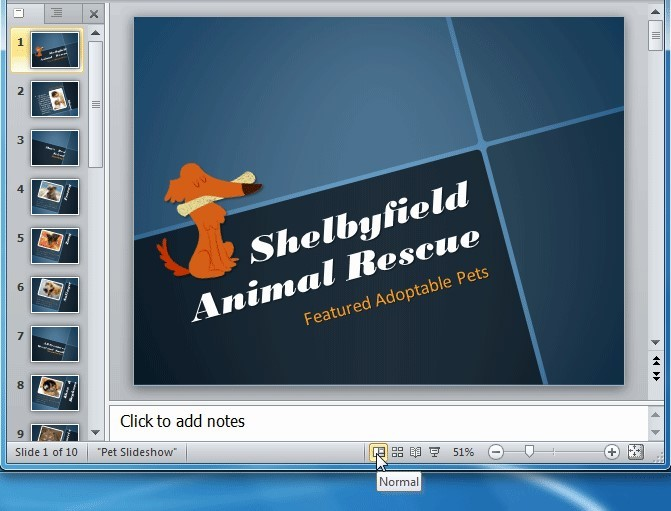 1
2
3
4
5
6
7
8
9
Shelbyfield
Animal Rescue
Featured Adoptable Pets
Click to add notes
Slide 1 of 10
"Pet Slideshow"
51%
Normal